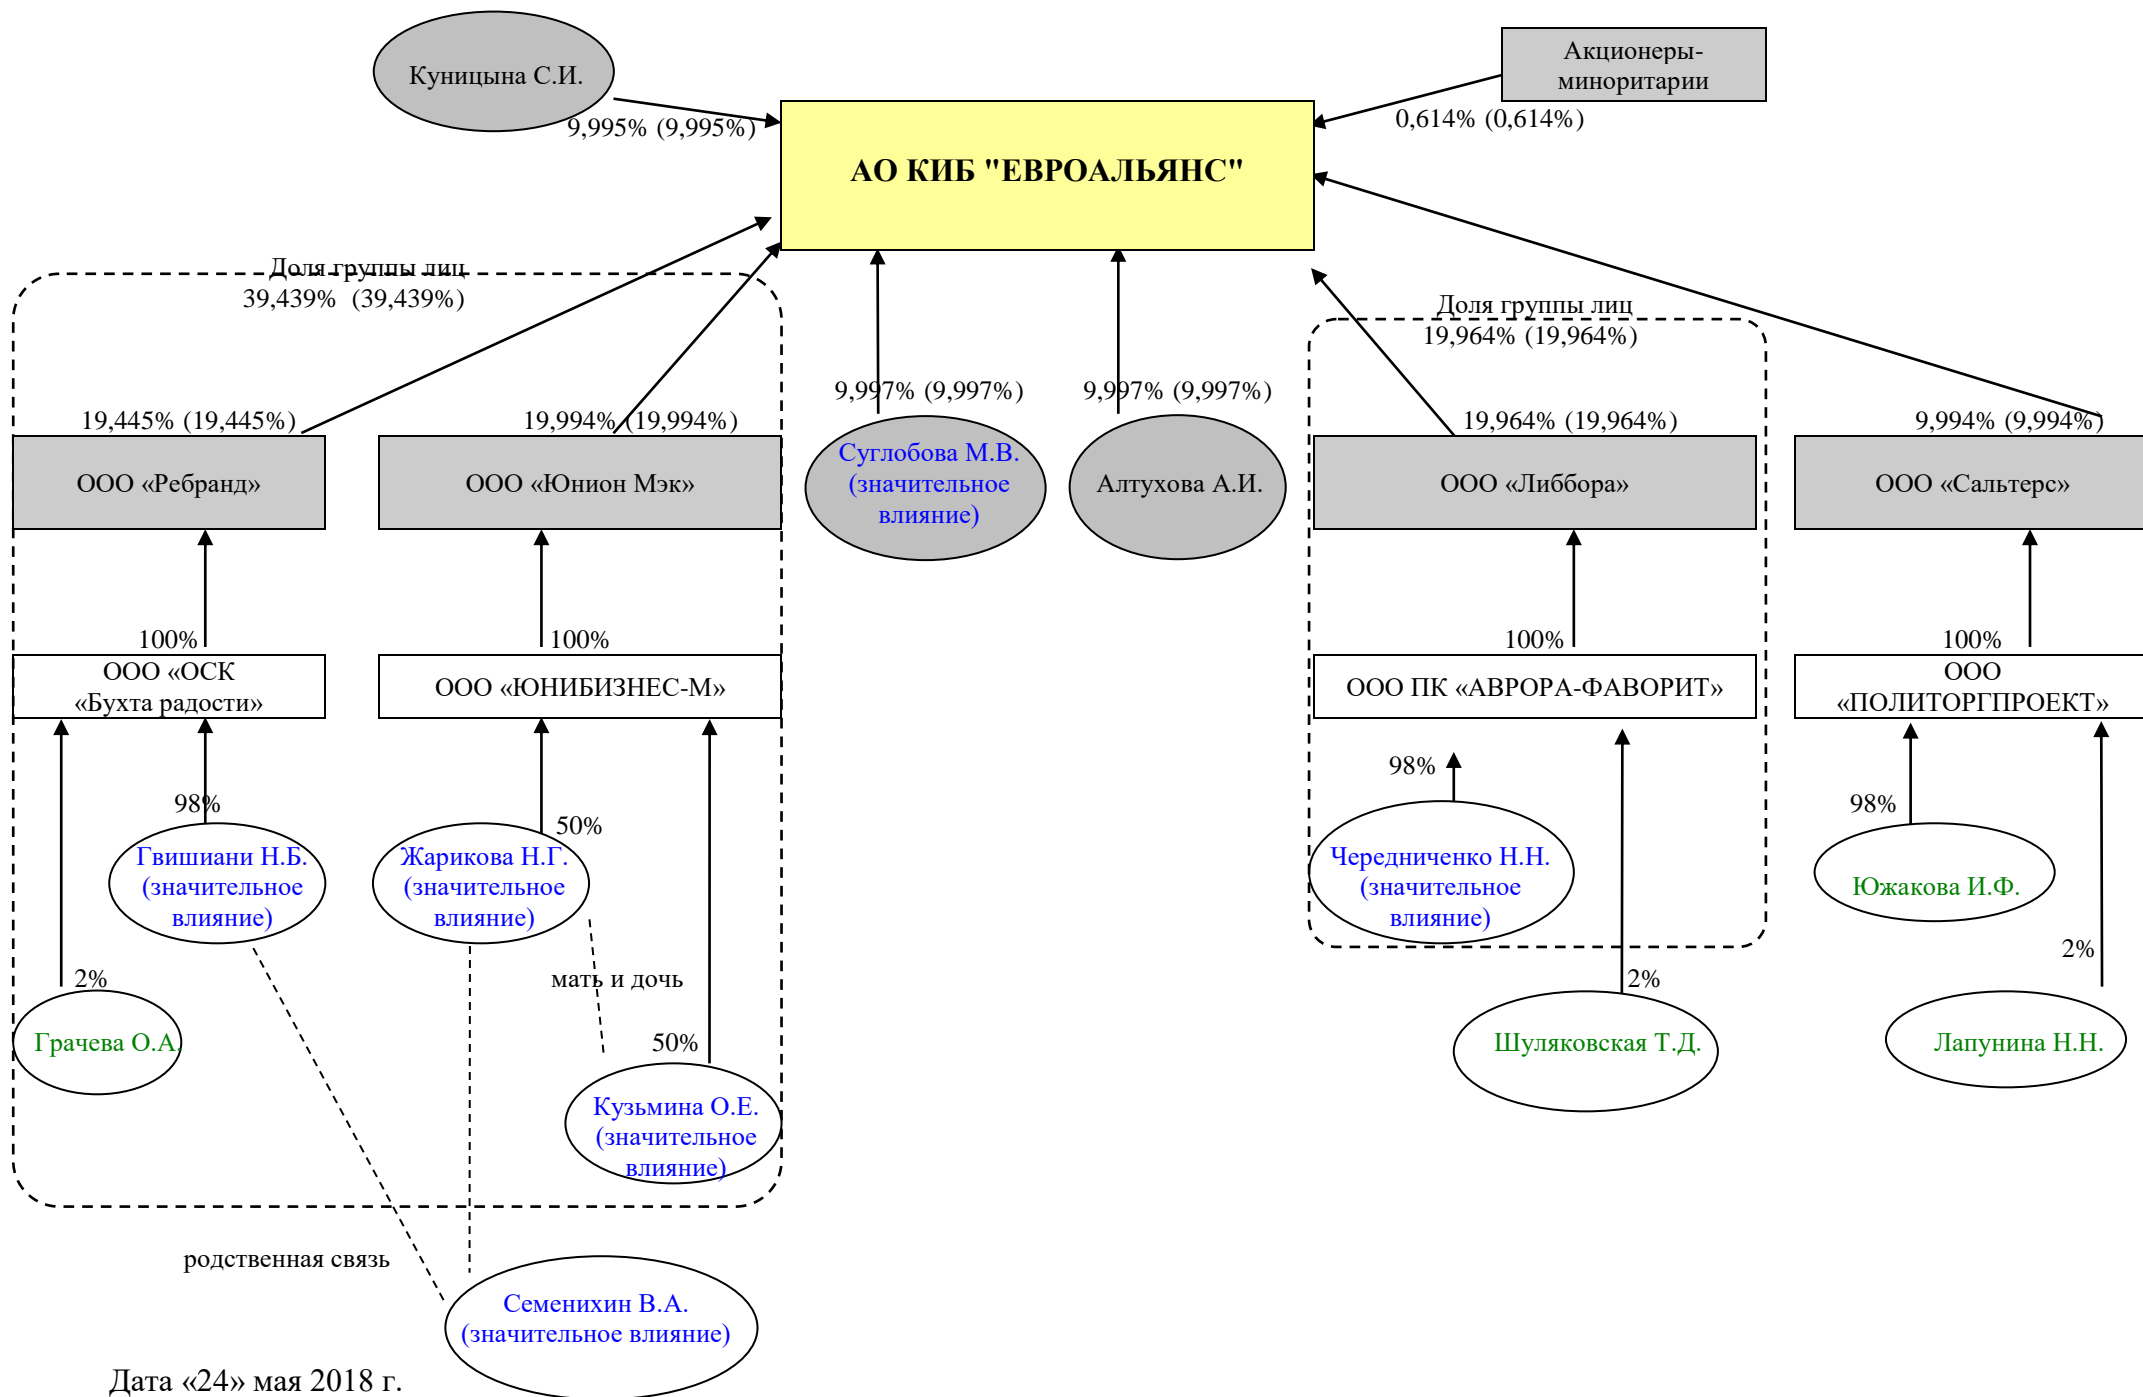 Куницына С.И.
Акционеры-
миноритарии
9,995% (9,995%)
0,614% (0,614%)
АО КИБ "ЕВРОАЛЬЯНС"
Доля группы лиц
39,439% (39,439%)
Доля группы лиц
19,964% (19,964%)
19,445% (19,445%)
19,994% (19,994%)
9,997% (9,997%)
9,997% (9,997%)
19,964% (19,964%)
9,994% (9,994%)
ООО «Ребранд»
ООО «Юнион Мэк»
Суглобова М.В.
(значительное
влияние)
Алтухова А.И.
ООО «Либбора»
ООО «Сальтерс»
100%
100%
100%
100%
ООО «ОСК
«Бухта радости»
ООО «ЮНИБИЗНЕС-М»
ООО ПК «АВРОРА-ФАВОРИТ»
ООО
«ПОЛИТОРГПРОЕКТ»
98%
50%
98%
98%
Гвишиани Н.Б.
(значительное
влияние)
Жарикова Н.Г.
(значительное
влияние)
Чередниченко Н.Н.
(значительное
влияние)
Южакова И.Ф.
2%
мать и дочь
2%
2%
Грачева О.А.
50%
Шуляковская Т.Д.
Лапунина Н.Н.
Кузьмина О.Е.
(значительное
влияние)
родственная связь
Семенихин В.А.
(значительное влияние)
Дата «24» мая 2018 г.